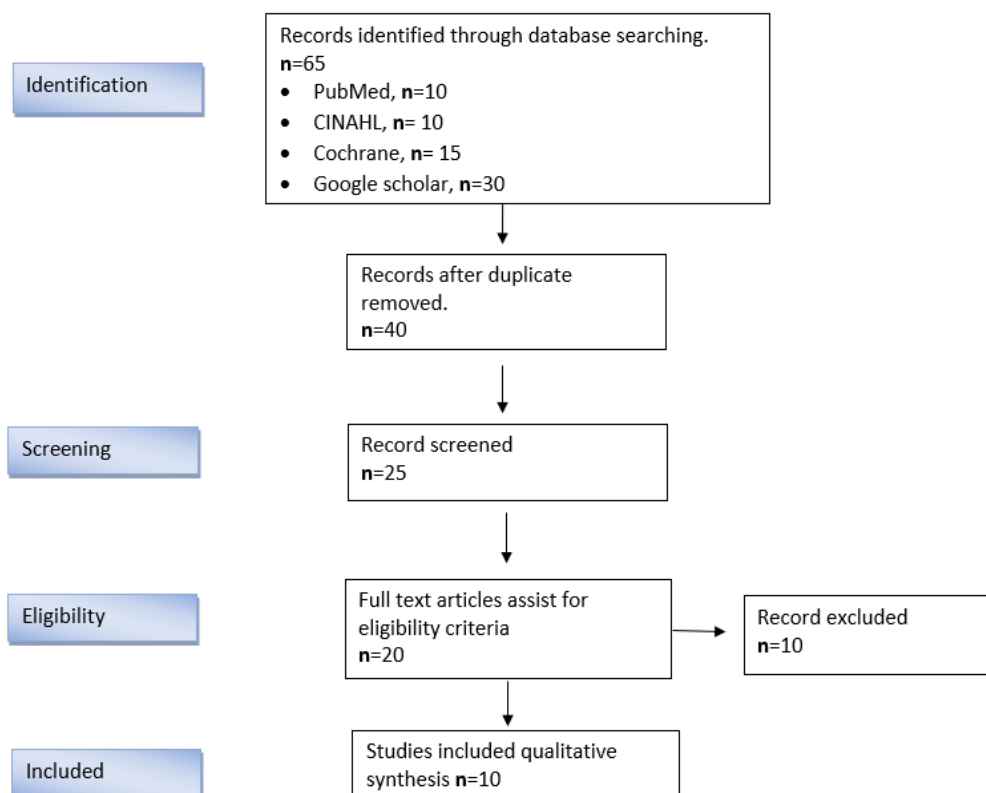 Identification
Records identified through database searching.
n=65
• PubMed, n=10
• CINAHL, n= 10
• Cochrane, n= 15
• Google scholar, n=30
Records after duplicate
removed.
n=40
Screening
Record screened
n=25
Eligibility
Full text articles assist for
eligibility criteria
n=20
Record excluded
n=10
Included
Studies included qualitative
synthesis n=10